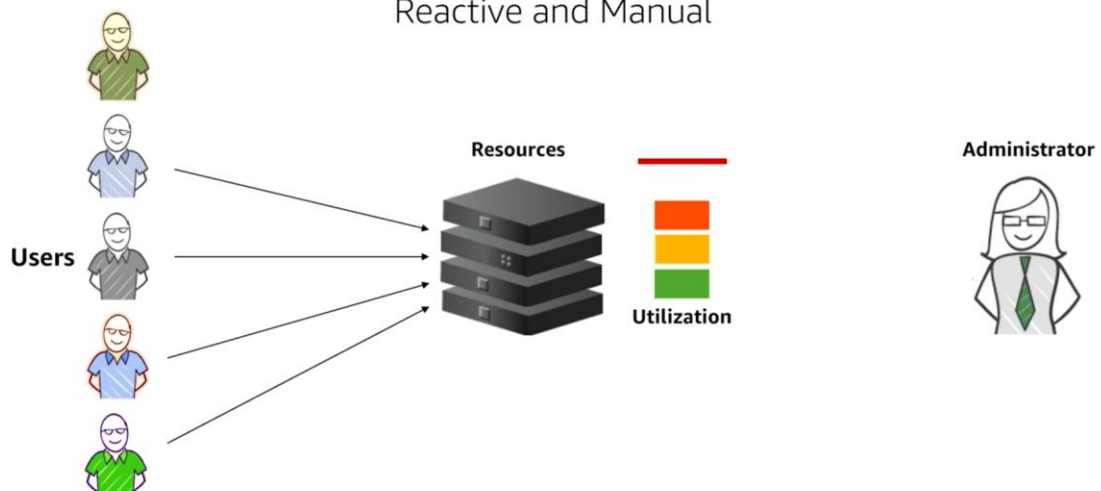 Reactive and Manual
Resources
Administrator
Users
Utilization